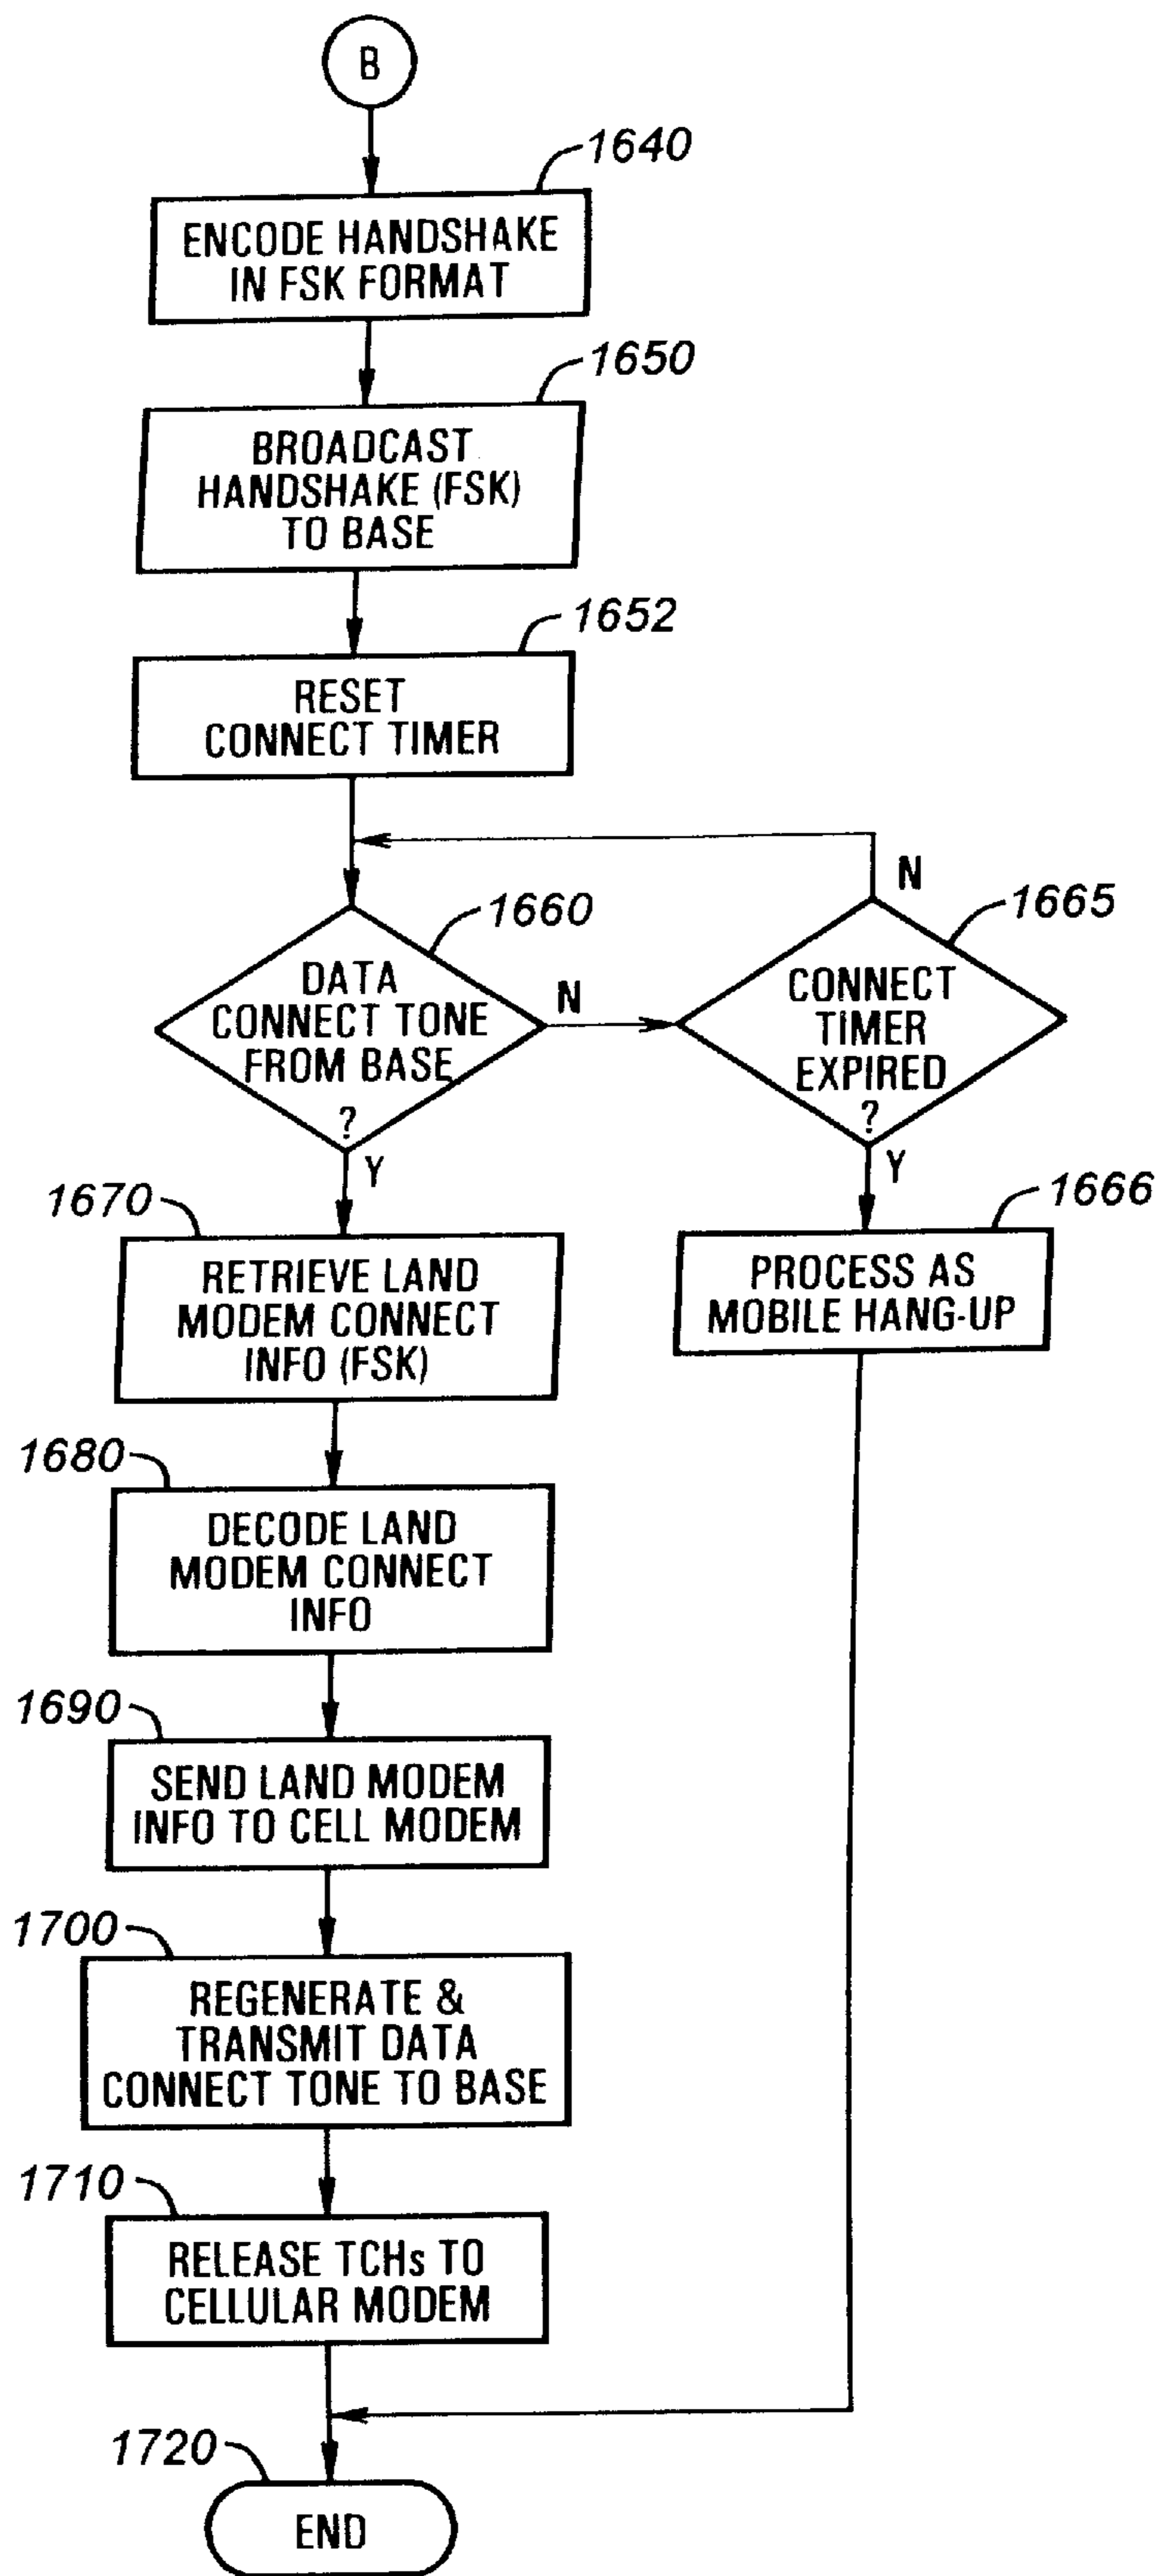 B
1640
ENCODE HANDSHAKE
IN FSK FORMAT
1650
BROADCAST
HANDSHAKE (FSK)
TO BASE
1652
RESET
CONNECT TIMER
N
1660
DATA
CONNECT TONE
FROM BASE
?
N
1665
CONNECT
TIMER
EXPIRED
?
Y
Y
1670
RETRIEVE LAND
MODEM CONNECT
INFO (FSK)
1666
PROCESS AS
MOBILE HANG-UP
1680
DECODE LAND
MODEM CONNECT
INFO
1690
SEND LAND MODEM
INFO TO CELL MODEM
1700
REGENERATE &
TRANSMIT DATA
CONNECT TONE TO BASE
1710
RELEASE TCHs TO
CELLULAR MODEM
1720
END